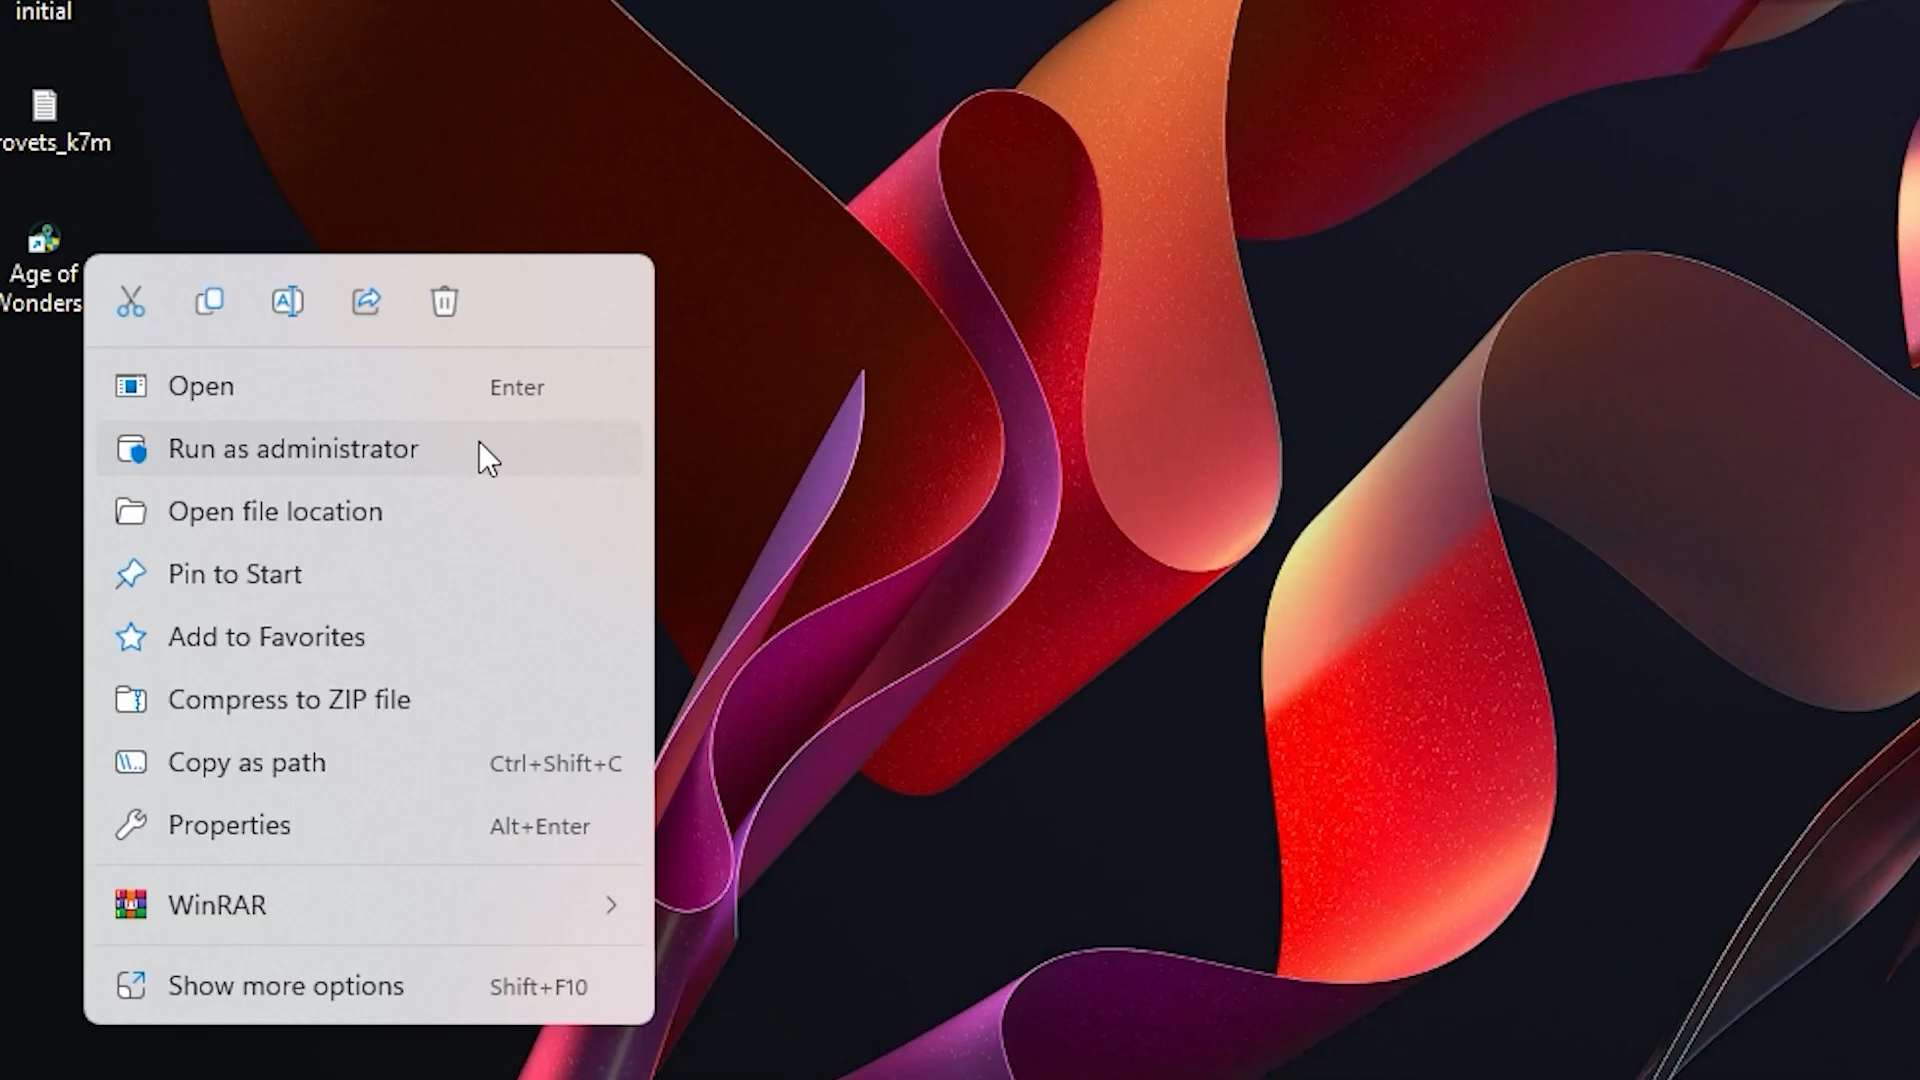 initial
rovets_k7m
Age of
Wonders
Open Enter
Run as administrator
Open file location
Pin to Start
Add to Favorites
Compress to ZIP file
Copy as path Ctrl+Shift+C
Properties Alt+Enter
WinRAR
Show more options Shift+F10